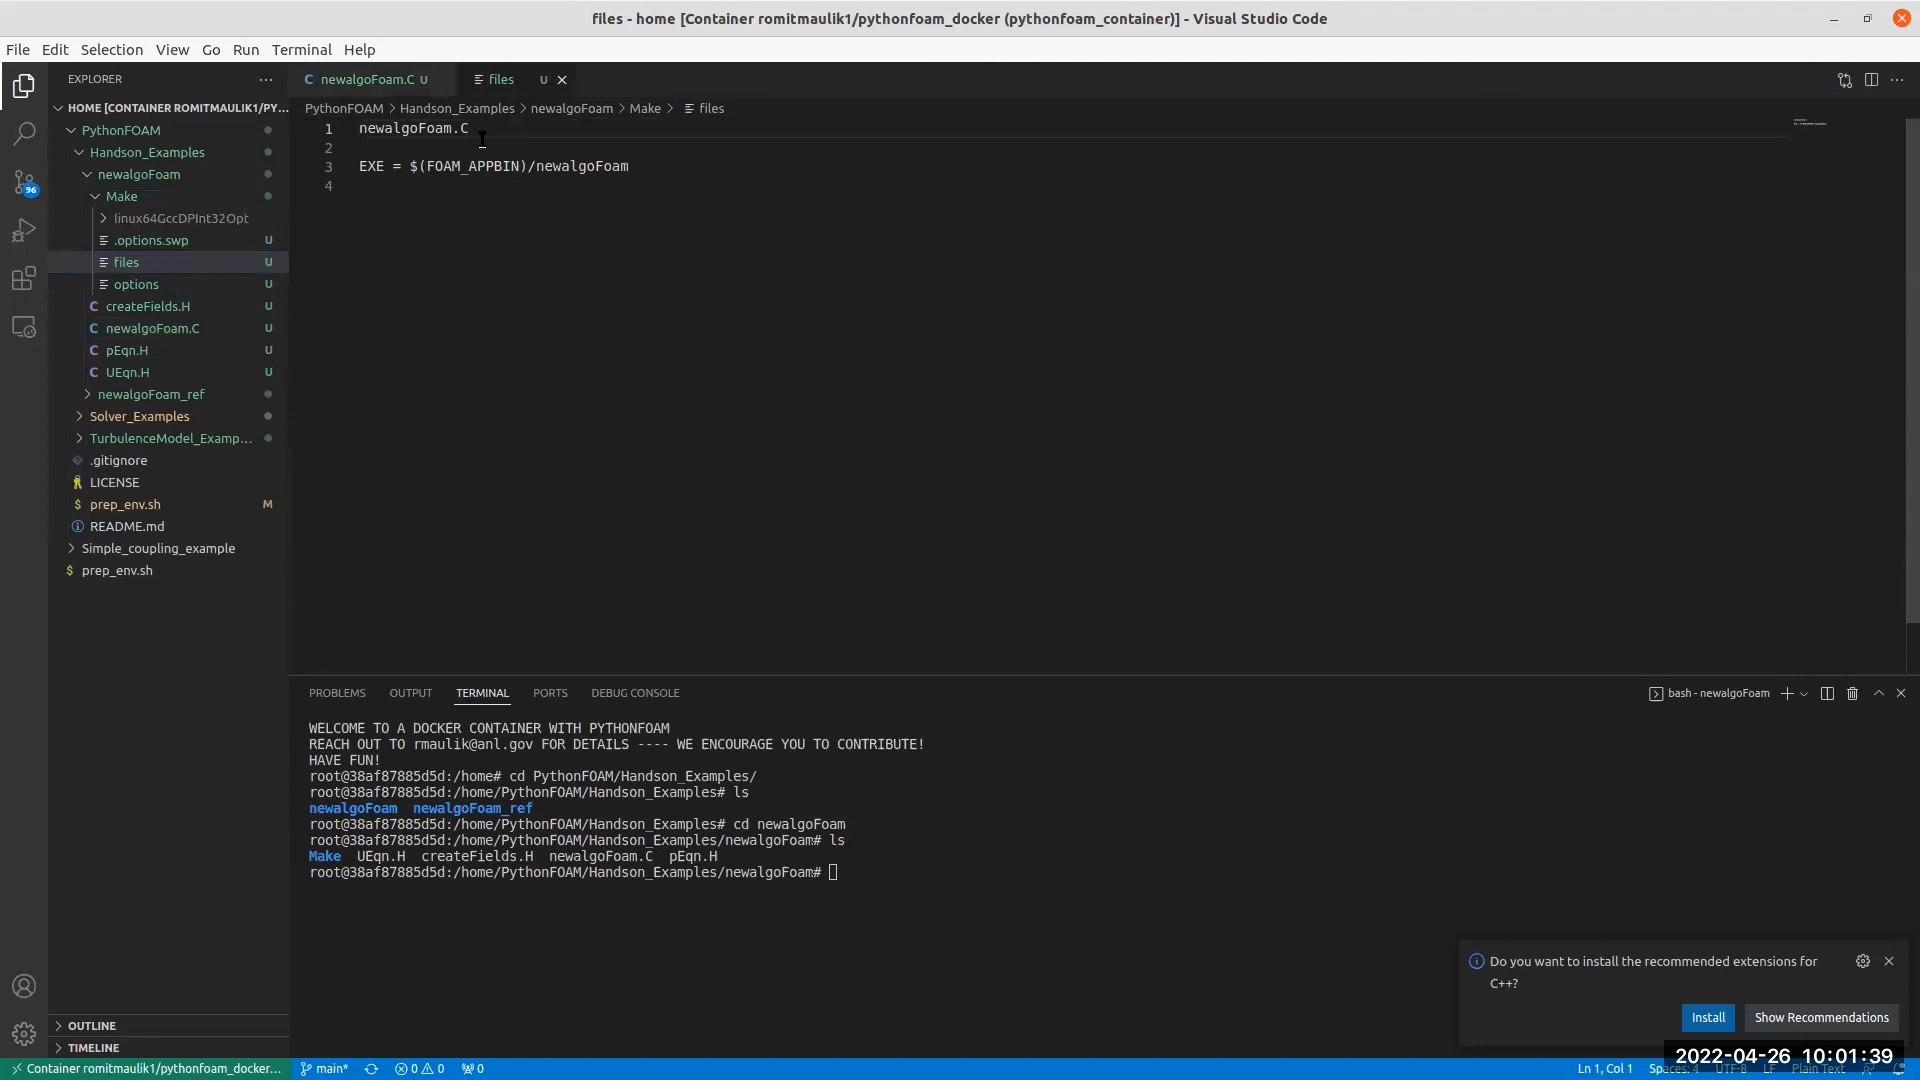 files - home [Container romitmaulik1/pythonfoam_docker (pythonfoam_container)] - Visual Studio Code
File Edit Selection View Go Run Terminal Help
EXPLORER
HOME [CONTAINER ROMITMAULIK1/PY...
PythonFOAM
Handson_Examples
newalgoFoam
Make
linux64GccDPInt32Opt
.options.swp U
files U
options U
createFields.H U
newalgoFoam.C U
pEqn.H U
UEqn.H U
newalgoFoam_ref
Solver_Examples
TurbulenceModel_Examp...
.gitignore
LICENSE
prep_env.sh M
README.md
Simple_coupling_example
prep_env.sh
OUTLINE
TIMELINE
96
newalgoFoam.C U files U
PythonFOAM > Handson_Examples > newalgoFoam > Make > files
1 newalgoFoam.C
2
3 EXE = $(FOAM_APPBIN)/newalgoFoam
4
PROBLEMS OUTPUT TERMINAL PORTS DEBUG CONSOLE
bash - newalgoFoam
WELCOME TO A DOCKER CONTAINER WITH PYTHONFOAM
REACH OUT TO rmaulik@anl.gov FOR DETAILS ---- WE ENCOURAGE YOU TO CONTRIBUTE!
HAVE FUN!
root@38af87885d5d:/home# cd PythonFOAM/Handson_Examples/
root@38af87885d5d:/home/PythonFOAM/Handson_Examples# ls
newalgoFoam newalgoFoam_ref
root@38af87885d5d:/home/PythonFOAM/Handson_Examples# cd newalgoFoam
root@38af87885d5d:/home/PythonFOAM/Handson_Examples/newalgoFoam# ls
Make UEqn.H createFields.H newalgoFoam.C pEqn.H
root@38af87885d5d:/home/PythonFOAM/Handson_Examples/newalgoFoam#
Do you want to install the recommended extensions for
C++?
Install Show Recommendations
2022-04-26 10:01:39
Container romitmaulik1/pythonfoam_docker... main* 0 0 0 Ln 1, Col 1 Spaces: 4 UTF-8 LF Plain Text